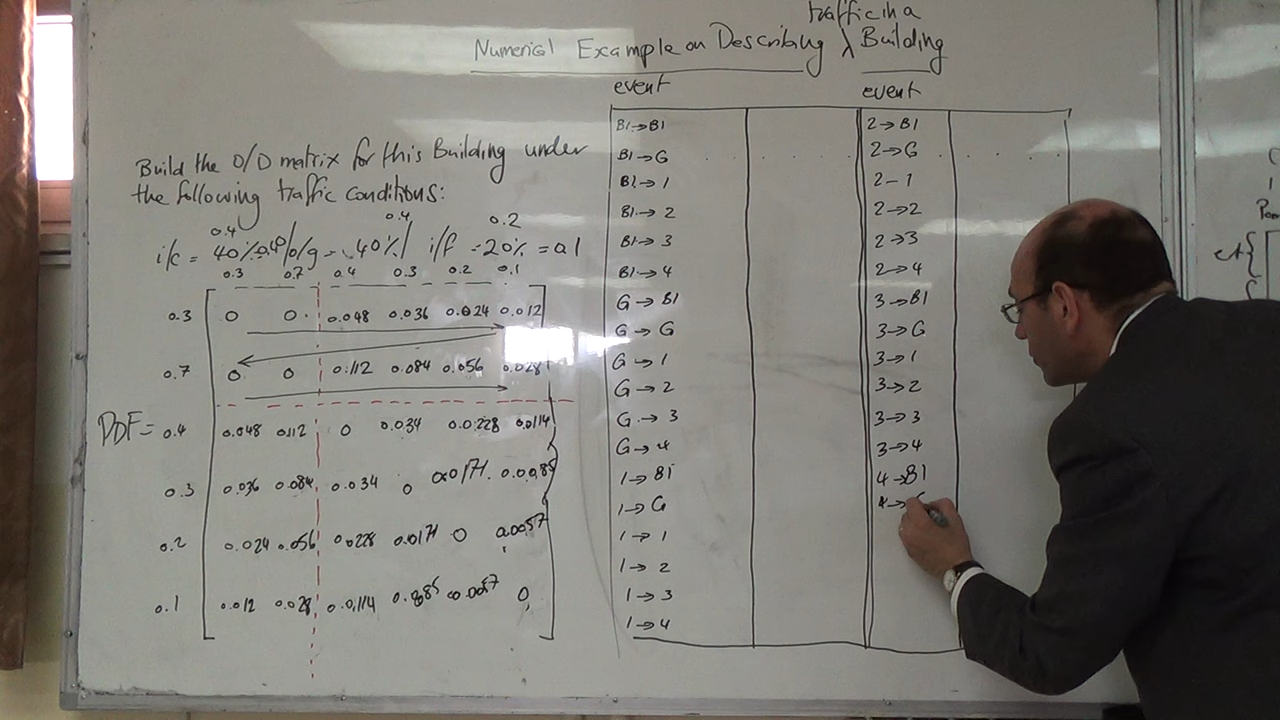 traffic in a
Numerical Example on Describing λ Building
event
event
Build the O/D matrix for this Building under
the following traffic conditions:
0.4 0.4 0.2
i/c = 40% o/g = 40% i/f = 20%
0.3 0.7 0.4 0.3 0.2 0.1
0.3 0 0 0.048 0.036 0.024 0.012
0.7 0 0 0.112 0.084 0.056 0.028
PDF = 0.4 0.048 0.112 0 0.034 0.0228 0.0114
0.3 0.036 0.084 0.034 0 0.0171 0.0085
0.2 0.024 0.056 0.0228 0.0171 0 0.0057
0.1 0.012 0.028 0.0114 0.0085 0.0057 0
B1→B1
B1→G
B1→1
B1→2
B1→3
B1→4
G→B1
G→G
G→1
G→2
G→3
G→4
1→B1
1→G
1→1
1→2
1→3
1→4
2→B1
2→G
2-1
2→2
2→3
2→4
3→B1
3→G
3→1
3→2
3→3
3→4
4→B1
4→